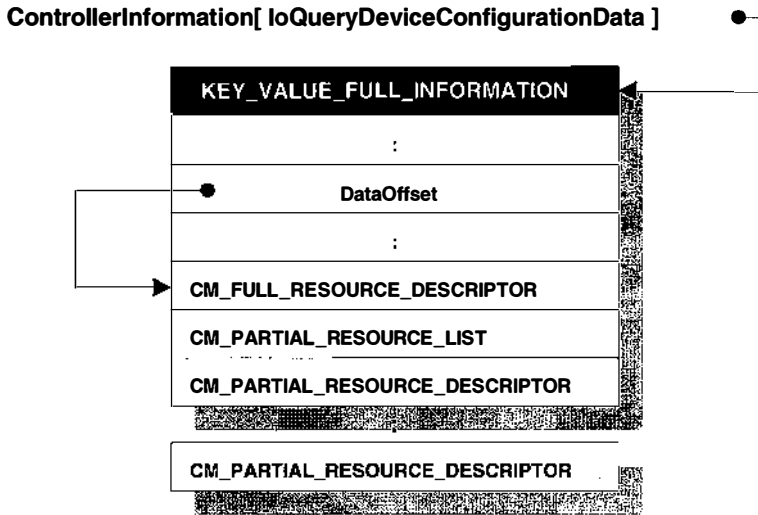 ControllerInformation[ IoQueryDeviceConfigurationData ]
KEY_VALUE_FULL_INFORMATION
:
DataOffset
:
CM_FULL_RESOURCE_DESCRIPTOR
CM_PARTIAL_RESOURCE_LIST
CM_PARTIAL_RESOURCE_DESCRIPTOR
CM_PARTIAL_RESOURCE_DESCRIPTOR